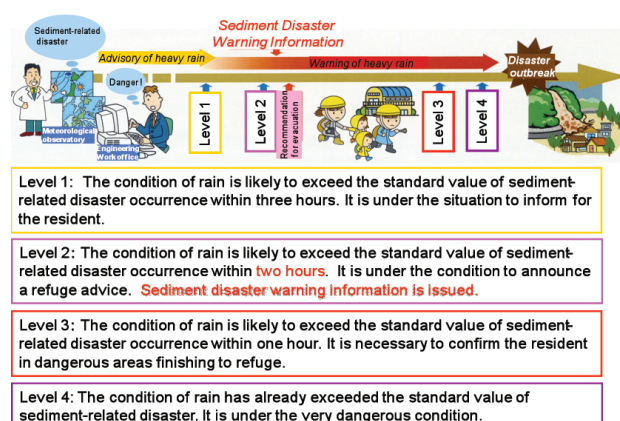 Sediment Disaster
Warning Information
Sediment-related
disaster
Advisory of heavy rain
Warning of heavy rain
Disaster
outbreak
Danger!
Meteorological
observatory
Engineering
Work office
Level 1
Level 2
Recommendation
for evacuation
Level 3
Level 4
Level 1: The condition of rain is likely to exceed the standard value of sediment-
related disaster occurrence within three hours. It is under the situation to inform for
the resident.
Level 2: The condition of rain is likely to exceed the standard value of sediment-
related disaster occurrence within two hours. It is under the condition to announce
a refuge advice. Sediment disaster warning information is issued.
Level 3: The condition of rain is likely to exceed the standard value of sediment-
related disaster occurrence within one hour. It is necessary to confirm the resident
in dangerous areas finishing to refuge.
Level 4: The condition of rain has already exceeded the standard value of
sediment-related disaster. It is under the very dangerous condition.